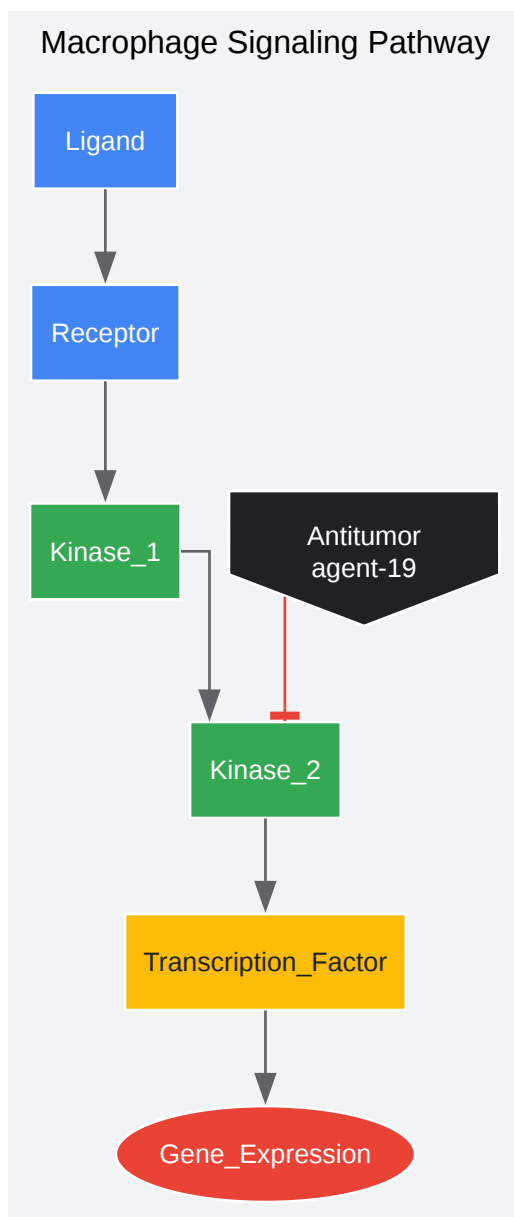 Macrophage Signaling Pathway
Ligand
Receptor
Kinase_1
Antitumor
agent-19
Kinase_2
Transcription_Factor
Gene_Expression